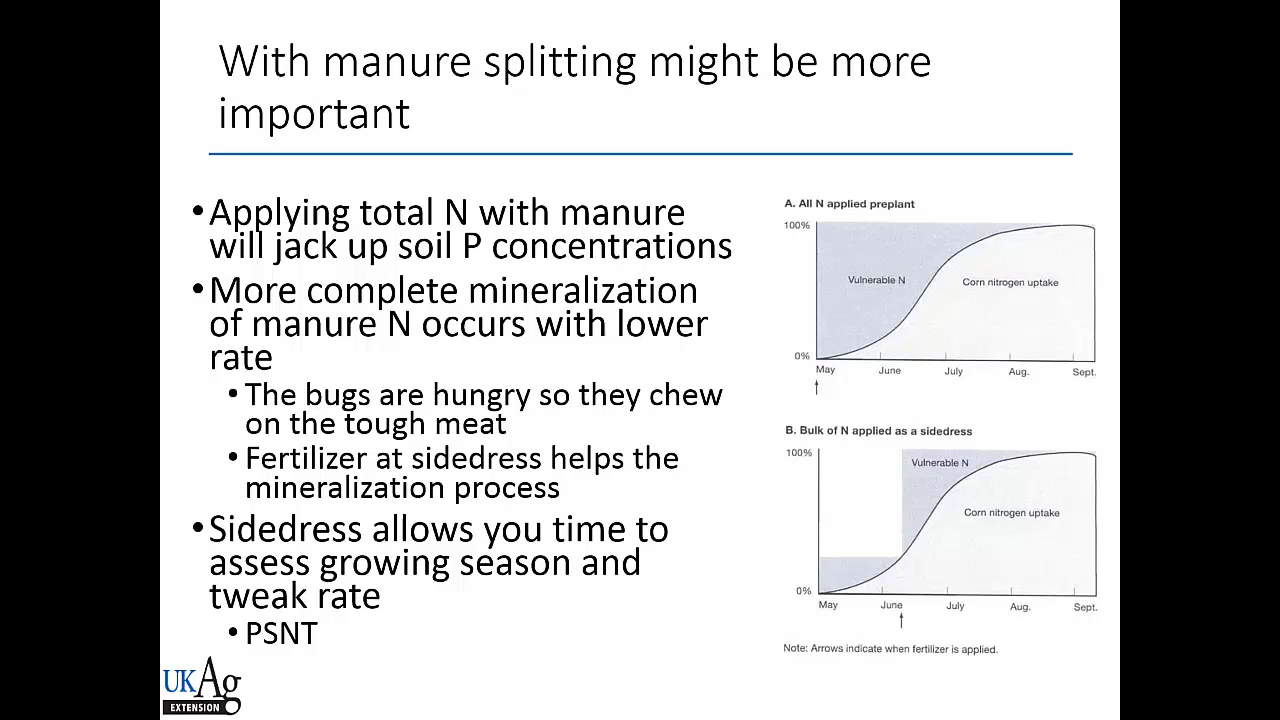 With manure splitting might be more
important
•Applying total N with manure
will jack up soil P concentrations
•More complete mineralization
of manure N occurs with lower
rate
•The bugs are hungry so they chew
on the tough meat
•Fertilizer at sidedress helps the
mineralization process
•Sidedress allows you time to
assess growing season and
tweak rate
•PSNT
A. All N applied preplant
100%
Vulnerable N
Corn nitrogen uptake
0%
May June July Aug. Sept.
B. Bulk of N applied as a sidedress
100%
Vulnerable N
Corn nitrogen uptake
0%
May June July Aug. Sept.
Note: Arrows indicate when fertilizer is applied.
UKAg
EXTENSION